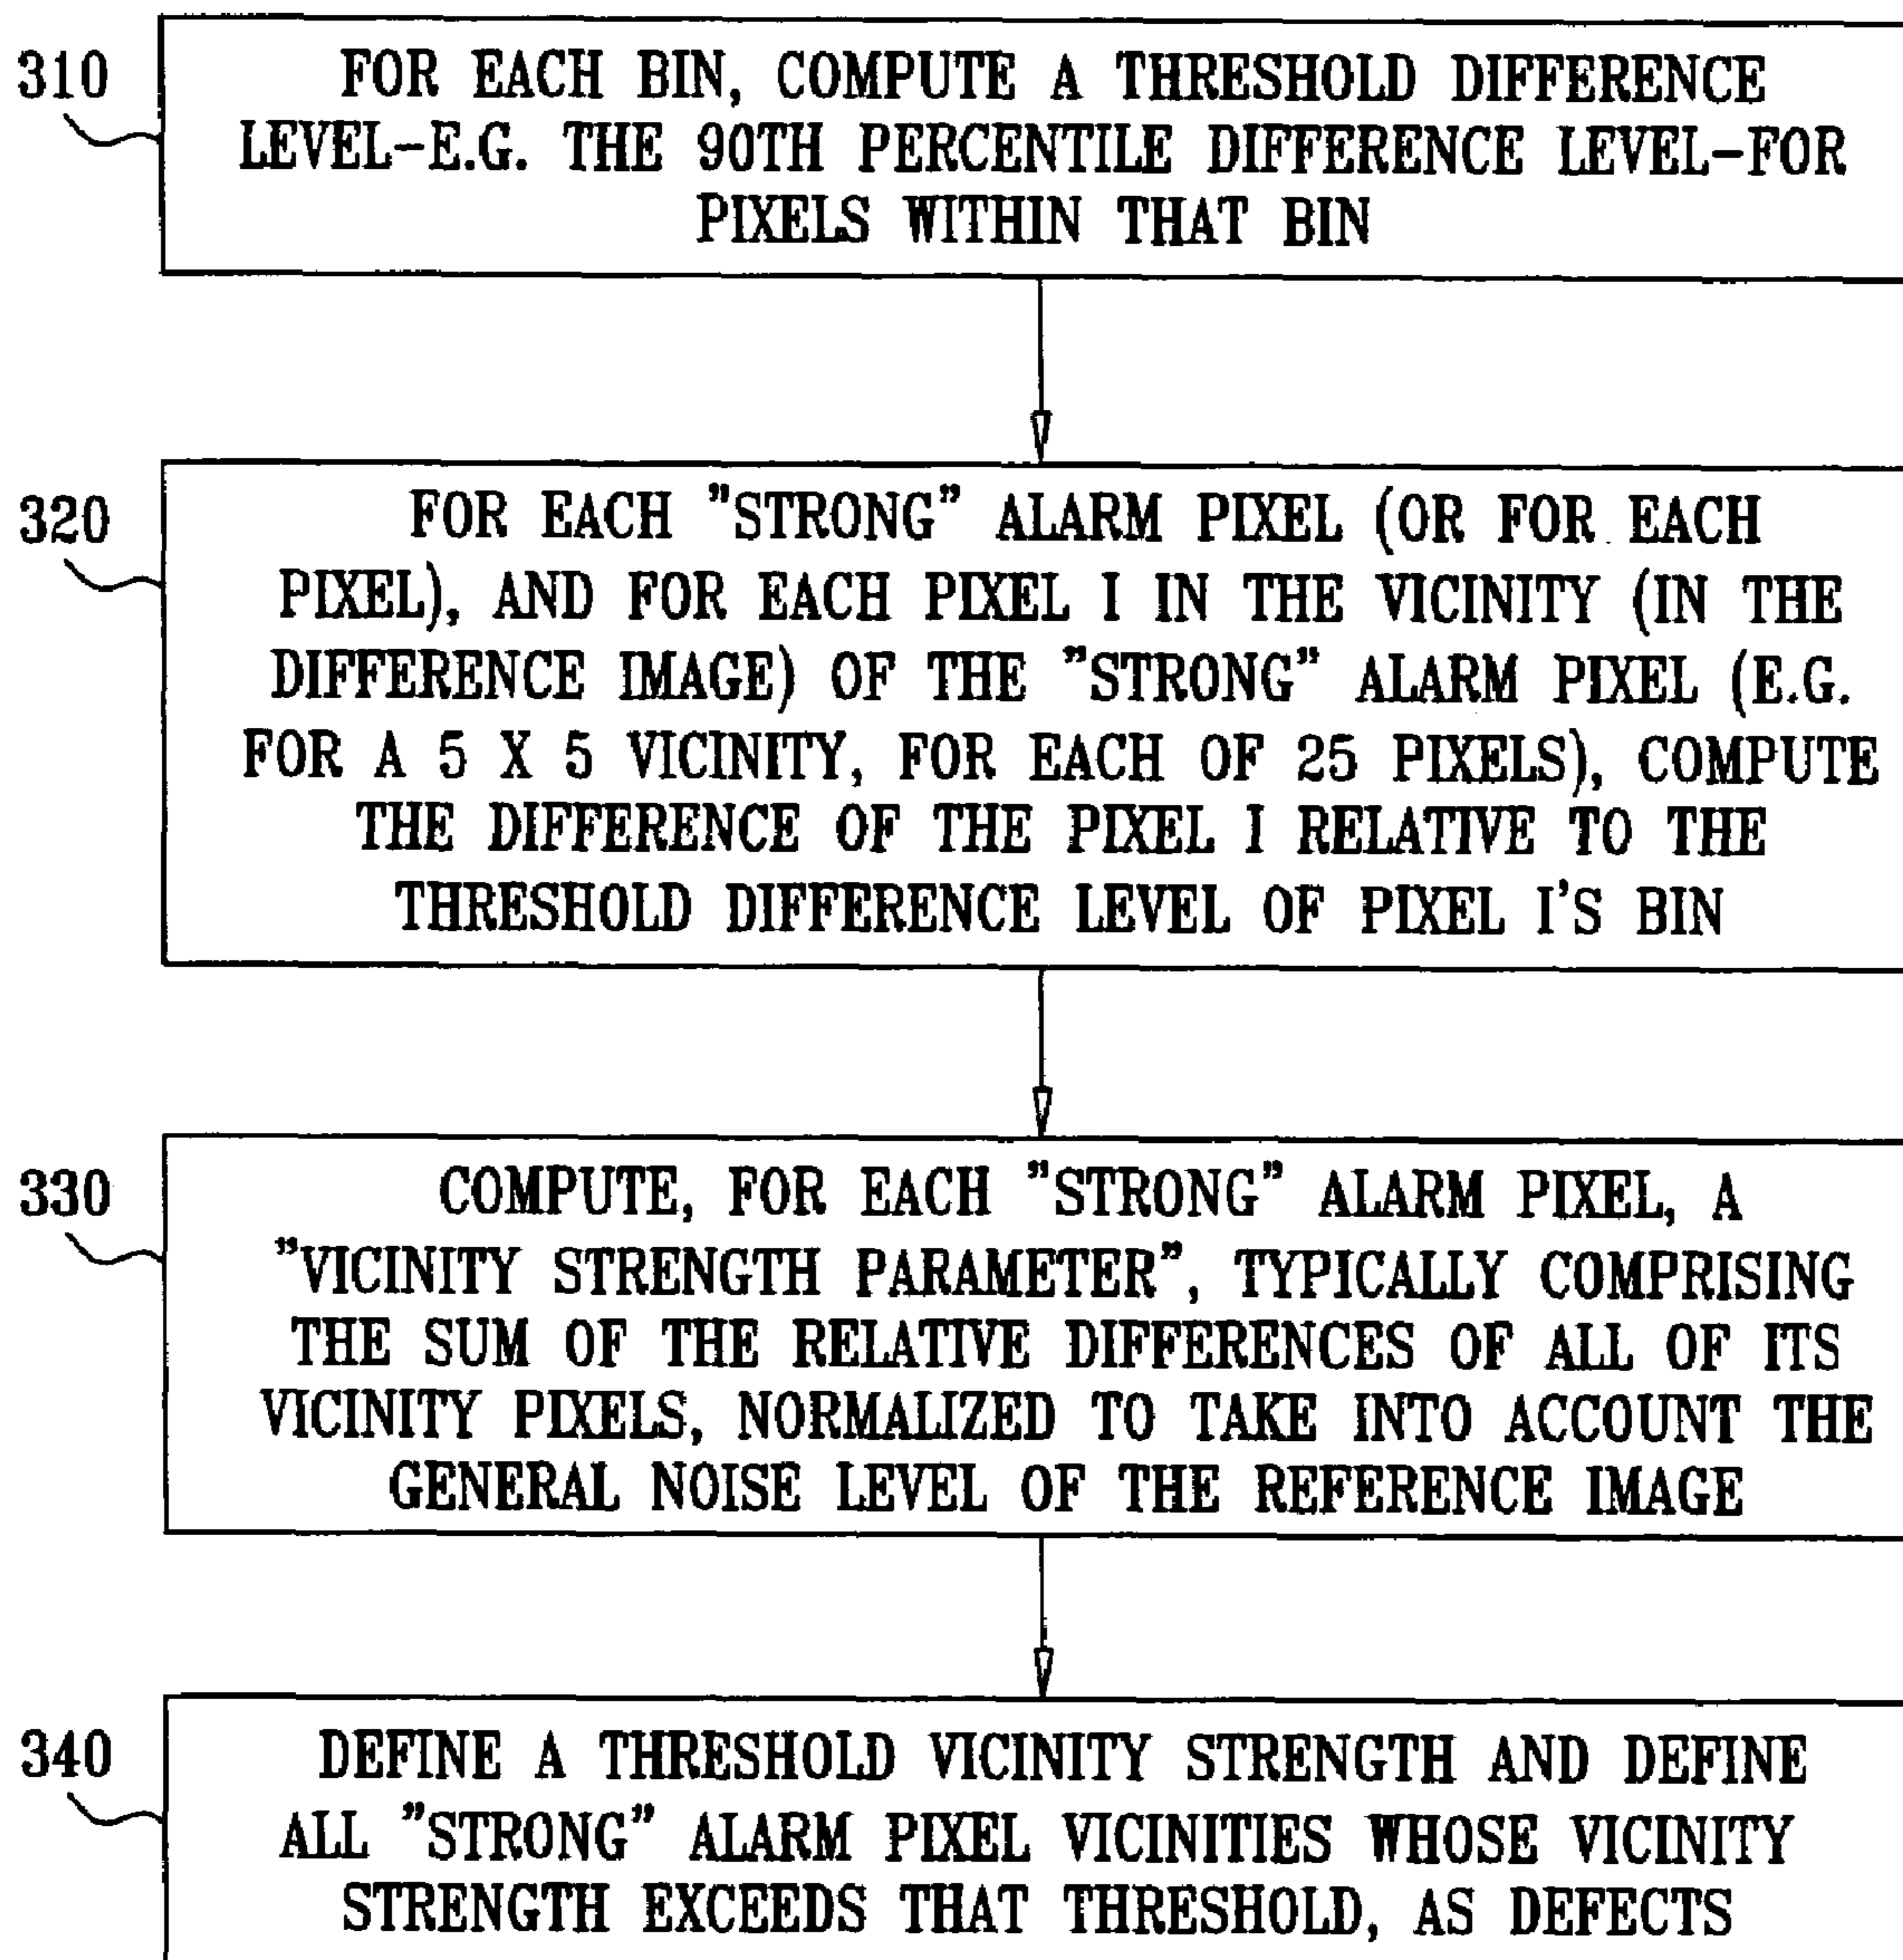 310
FOR EACH BIN, COMPUTE A THRESHOLD DIFFERENCE
LEVEL-E.G. THE 90TH PERCENTILE DIFFERENCE LEVEL-FOR
PIXELS WITHIN THAT BIN
320
FOR EACH "STRONG" ALARM PIXEL (OR FOR EACH
PIXEL), AND FOR EACH PIXEL I IN THE VICINITY (IN THE
DIFFERENCE IMAGE) OF THE "STRONG" ALARM PIXEL (E.G.
FOR A 5 X 5 VICINITY, FOR EACH OF 25 PIXELS), COMPUTE
THE DIFFERENCE OF THE PIXEL I RELATIVE TO THE
THRESHOLD DIFFERENCE LEVEL OF PIXEL I'S BIN
330
COMPUTE, FOR EACH "STRONG" ALARM PIXEL, A
"VICINITY STRENGTH PARAMETER", TYPICALLY COMPRISING
THE SUM OF THE RELATIVE DIFFERENCES OF ALL OF ITS
VICINITY PIXELS, NORMALIZED TO TAKE INTO ACCOUNT THE
GENERAL NOISE LEVEL OF THE REFERENCE IMAGE
340
DEFINE A THRESHOLD VICINITY STRENGTH AND DEFINE
ALL "STRONG" ALARM PIXEL VICINITIES WHOSE VICINITY
STRENGTH EXCEEDS THAT THRESHOLD, AS DEFECTS